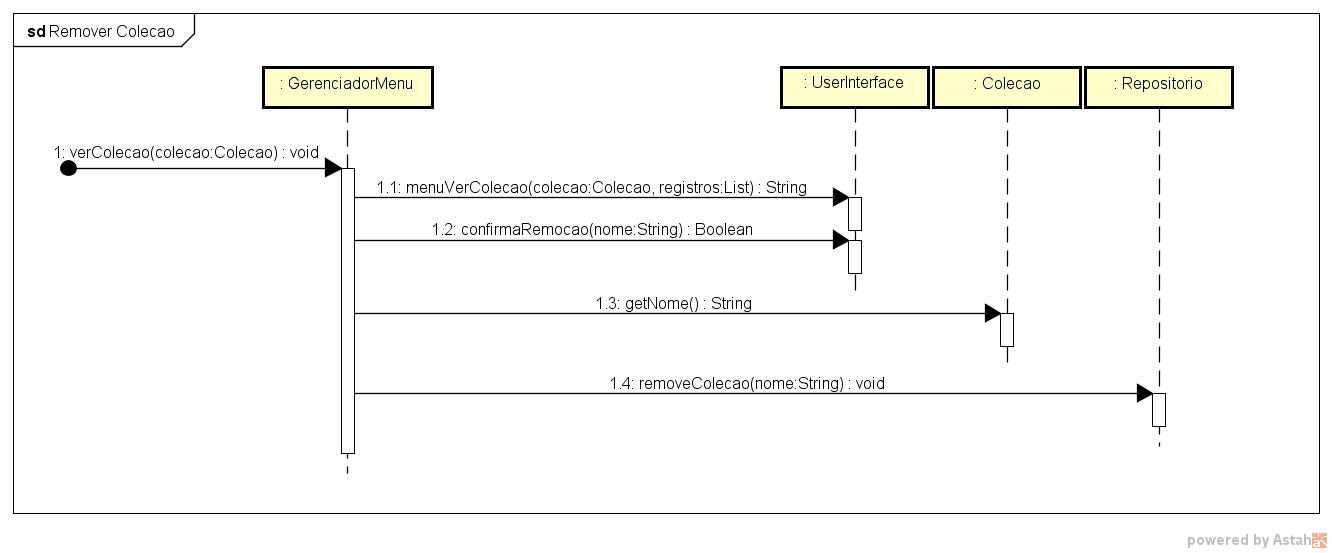 sd Remover Colecao
: GerenciadorMenu
: UserInterface
: Colecao
: Repositorio
1: verColecao(colecao:Colecao) : void
1.1: menuVerColecao(colecao:Colecao, registros:List) : String
1.2: confirmaRemocao(nome:String) : Boolean
1.3: getNome() : String
1.4: removeColecao(nome:String) : void
powered by Astah